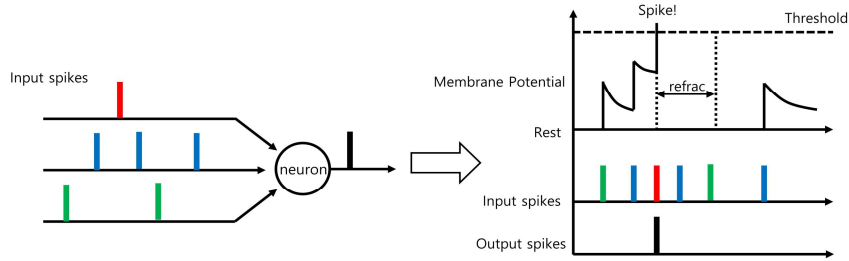 Input spikes
neuron
Spike!
Threshold
Membrane Potential
refrac
Rest
Input spikes
Output spikes